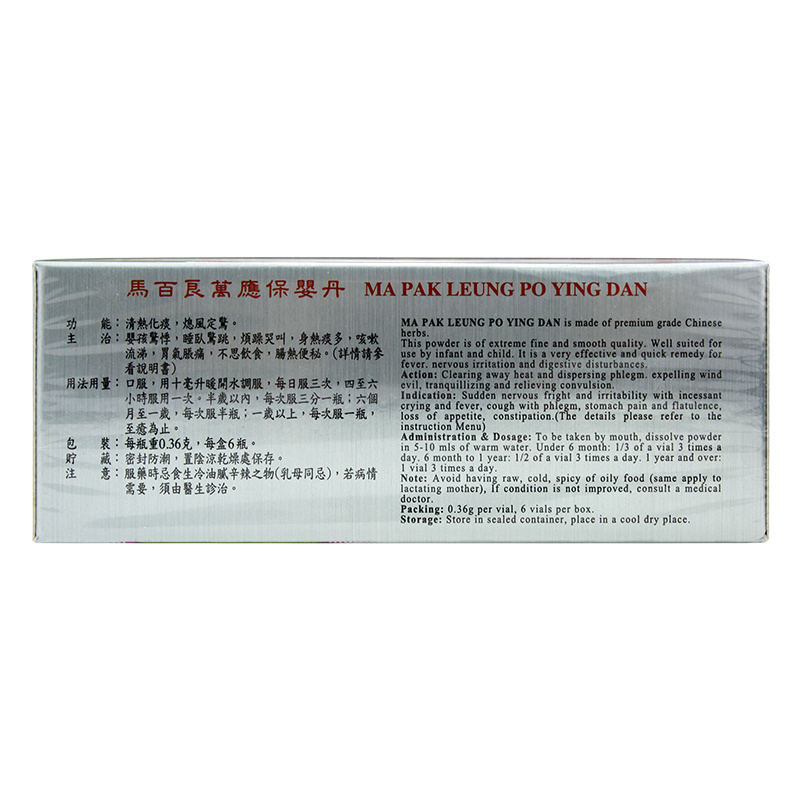 馬百良萬應保嬰丹 MA PAK LEUNG PO YING DAN
功　能：清熱化痰，熄風定驚。
主　治：嬰孩驚悸，睡臥驚跳，煩躁哭叫，身熱痰多，咳嗽
流涕，胃氣脹痛，不思飲食，腸熱便秘。(詳情請參
看說明書)
用法用量：口服，用十毫升暖開水調服，每日服三次，四至六
小時服用一次。半歲以內，每次服三分一瓶；六個
月至一歲，每次服半瓶；一歲以上，每次服一瓶，
至癒為止。
包　裝：每瓶重0.36克，每盒6瓶。
貯　藏：密封防潮，置陰涼乾燥處保存。
注　意：服藥時忌食生冷油膩辛辣之物(乳母同忌)，若病情
需要，須由醫生診治。
MA PAK LEUNG PO YING DAN is made of premium grade Chinese
herbs.
This powder is of extreme fine and smooth quality. Well suited for
use by infant and child. It is a very effective and quick remedy for
fever. nervous irritation and digestive disturbances.
Action: Clearing away heat and dispersing phlegm. expelling wind
evil, tranquillizing and relieving convulsion.
Indication: Sudden nervous fright and irritability with incessant
crying and fever, cough with phlegm, stomach pain and flatulence,
loss of appetite, constipation.(The details please refer to the
instruction Menu)
Administration & Dosage: To be taken by mouth, dissolve powder
in 5-10 mls of warm water. Under 6 month: 1/3 of a vial 3 times a
day. 6 month to 1 year: 1/2 of a vial 3 times a day. 1 year and over:
1 vial 3 times a day.
Note: Avoid having raw, cold, spicy of oily food (same apply to
lactating mother), If condition is not improved, consult a medical
doctor.
Packing: 0.36g per vial, 6 vials per box.
Storage: Store in sealed container, place in a cool dry place.